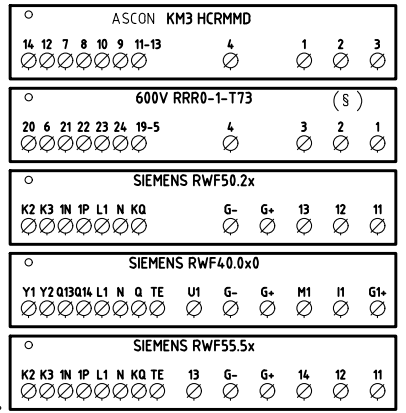 ASCON KM3 HCRMMD
14 12 7 8 10 9 11-13 4 1 2 3
600V RRR0-1-T73 (§)
20 6 21 22 23 24 19-5 4 3 2 1
SIEMENS RWF50.2x
K2 K3 1N 1P L1 N KQ G- G+ 13 12 11
SIEMENS RWF40.0x0
Y1 Y2 Q13Q14 L1 N Q TE U1 G- G+ M1 I1 G1+
SIEMENS RWF55.5x
K2 K3 1N 1P L1 N KQ TE 13 G- G+ 14 12 11